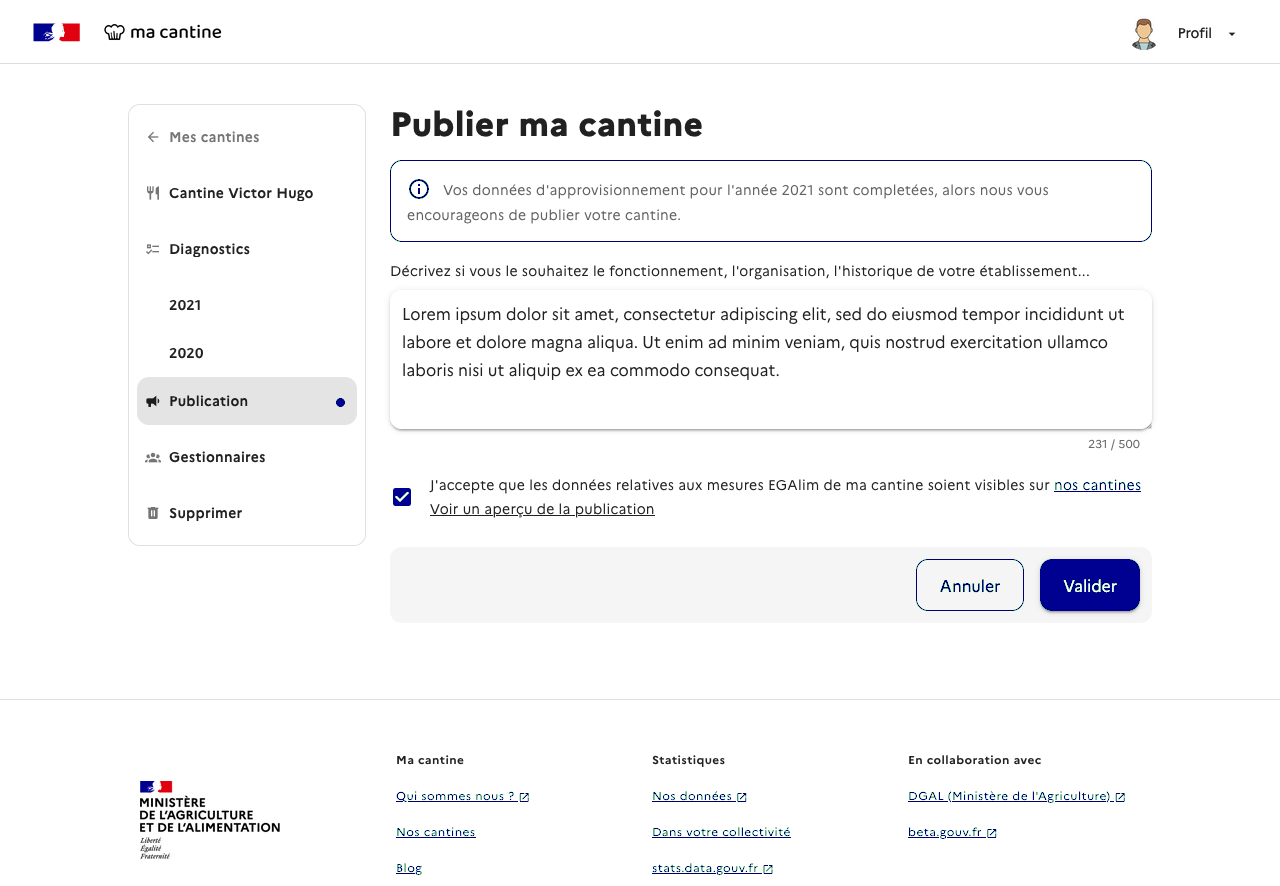 ma cantine
Profil
Mes cantines
Cantine Victor Hugo
Diagnostics
2021
2020
Publication
Gestionnaires
Supprimer
Publier ma cantine
Vos données d'approvisionnement pour l'année 2021 sont completées, alors nous vous
encourageons de publier votre cantine.
Décrivez si vous le souhaitez le fonctionnement, l'organisation, l'historique de votre établissement...
Lorem ipsum dolor sit amet, consectetur adipiscing elit, sed do eiusmod tempor incididunt ut
labore et dolore magna aliqua. Ut enim ad minim veniam, quis nostrud exercitation ullamco
laboris nisi ut aliquip ex ea commodo consequat.
231 / 500
J'accepte que les données relatives aux mesures EGAlim de ma cantine soient visibles sur nos cantines
Voir un aperçu de la publication
Annuler
Valider
MINISTÈRE
DE L'AGRICULTURE
ET DE L'ALIMENTATION
Liberté
Égalité
Fraternité
Ma cantine
Qui sommes nous ?
Nos cantines
Blog
Statistiques
Nos données
Dans votre collectivité
stats.data.gouv.fr
En collaboration avec
DGAL (Ministère de l'Agriculture)
beta.gouv.fr